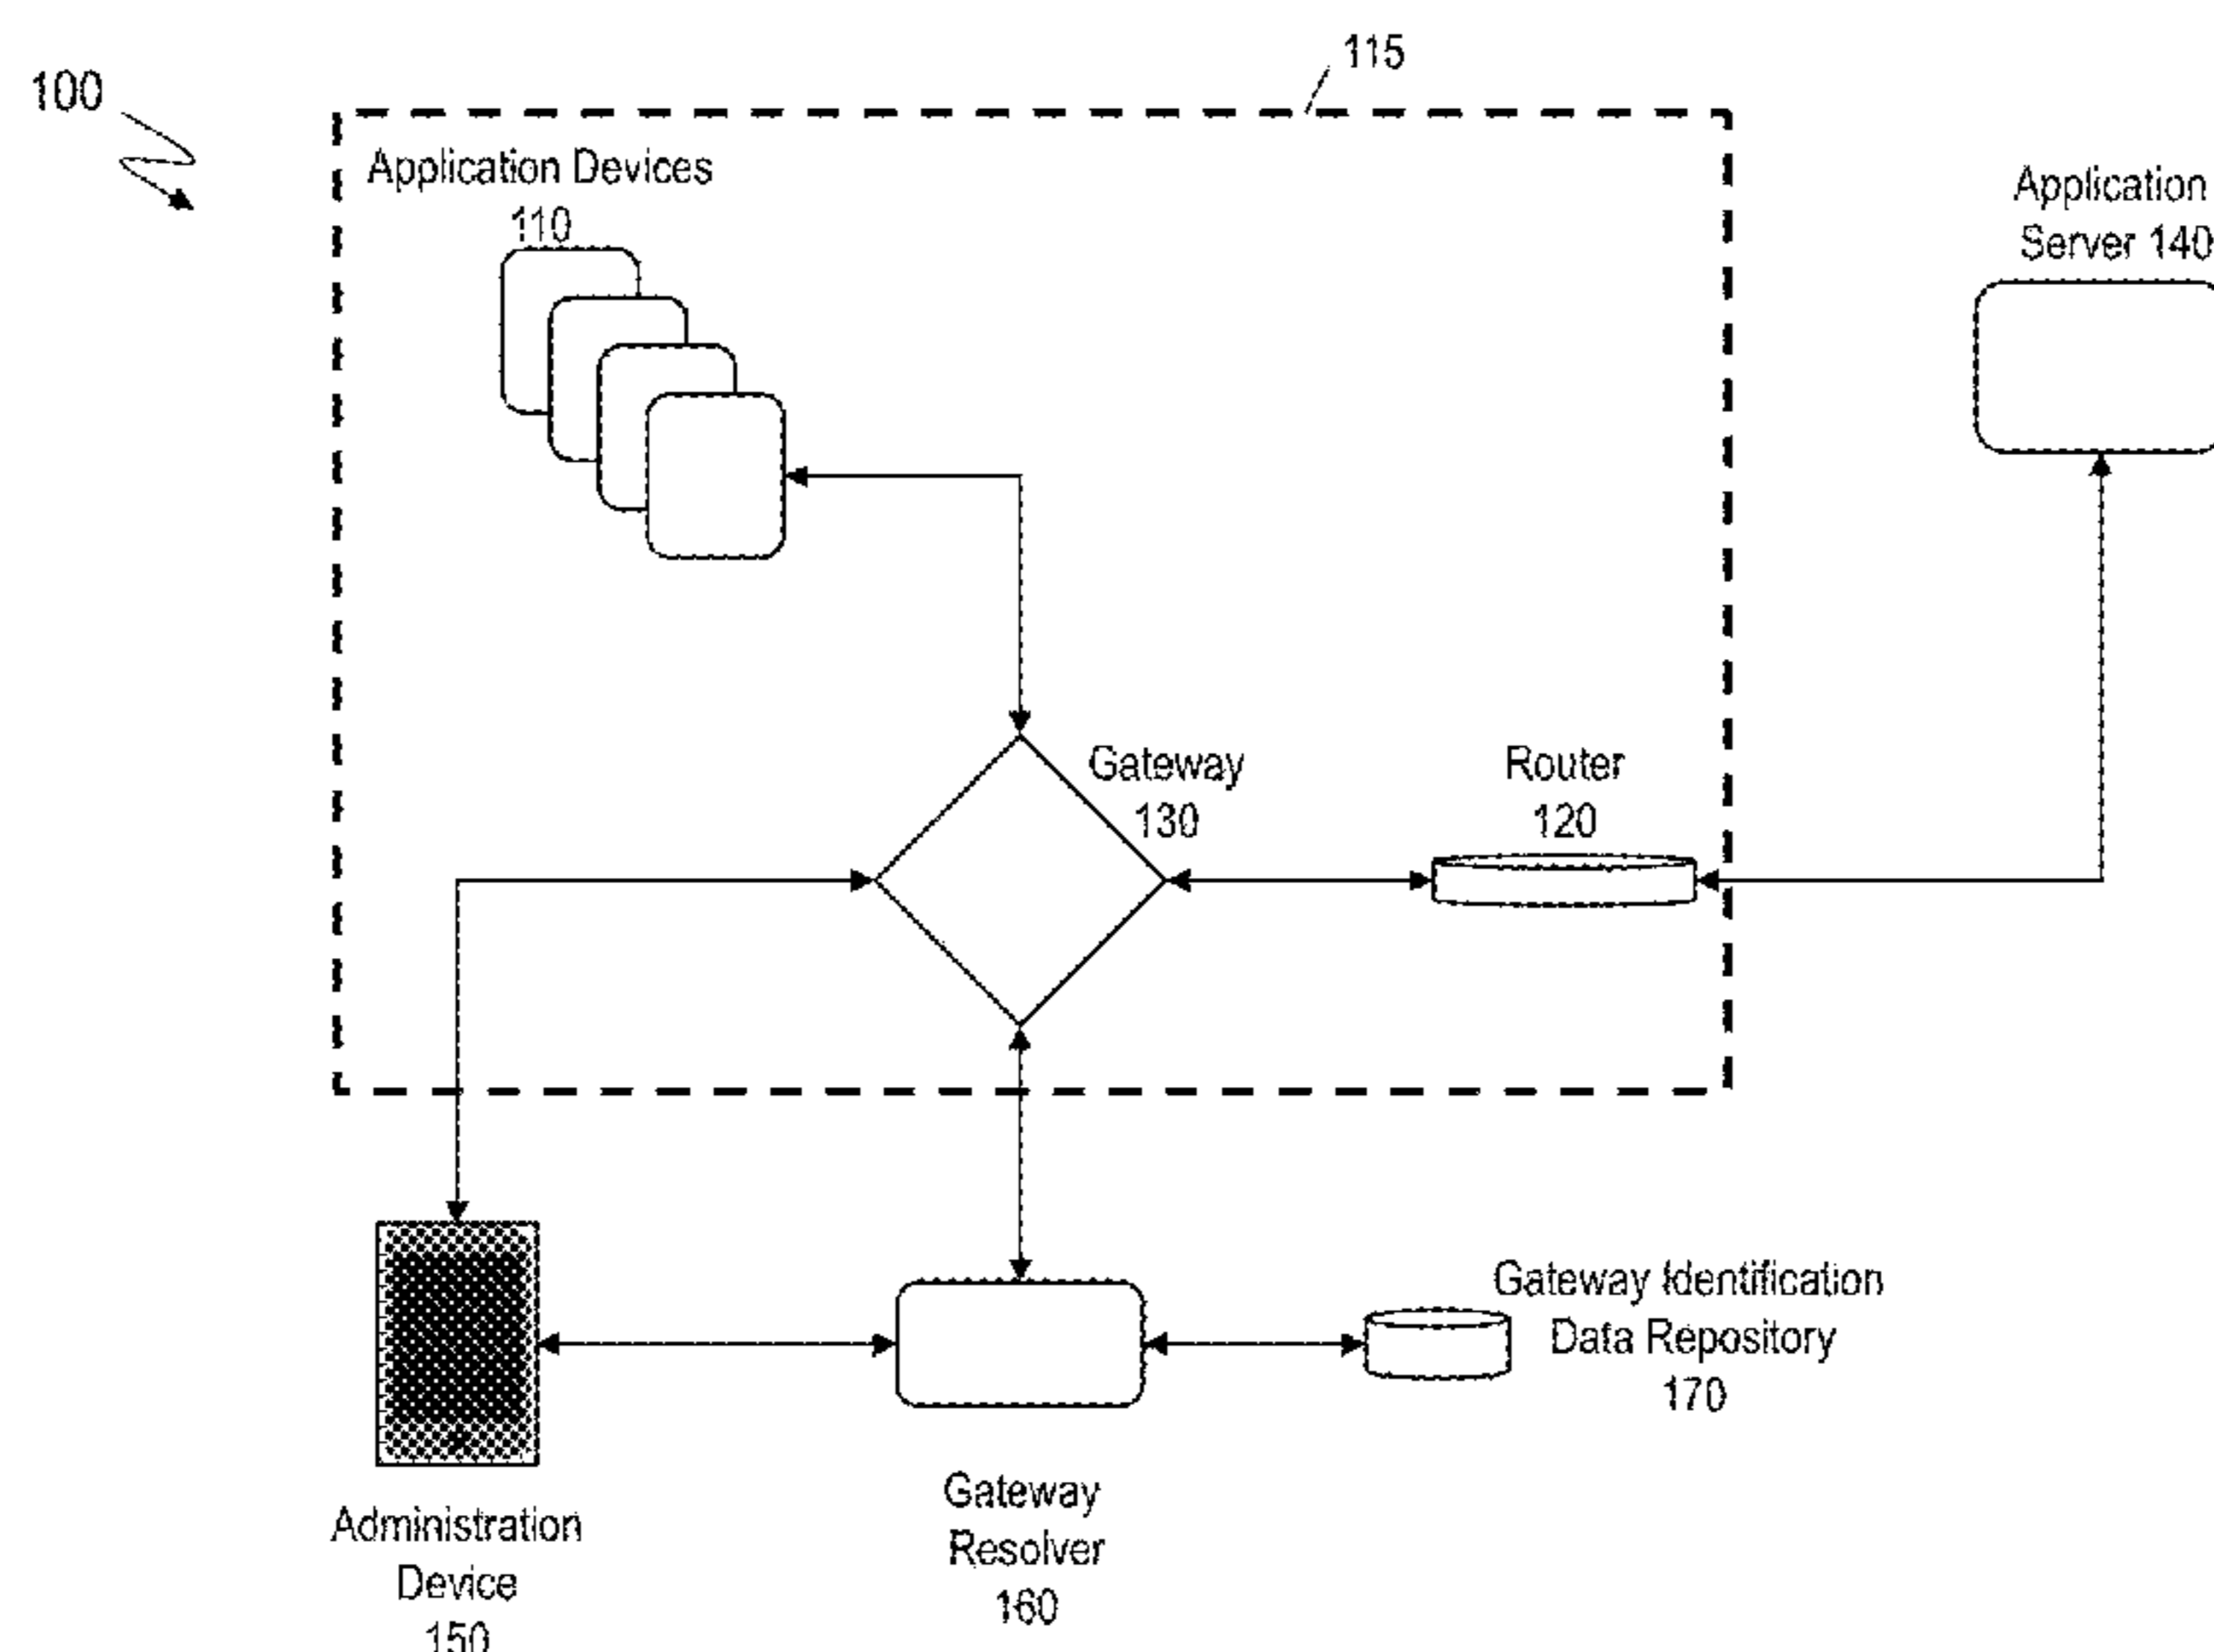 100
115
Application Devices
110
Application
Server 140
Gateway
130
Router
120
Gateway Identification
Data Repository
170
Administration
Device
150
Gateway
Resolver
160